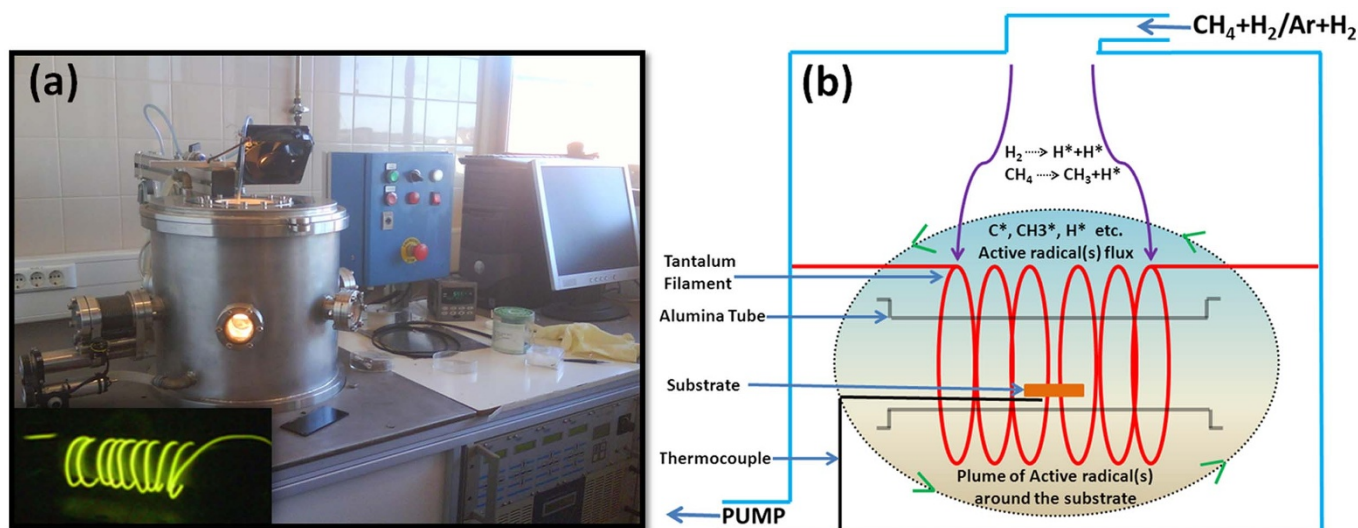 (a)
(b)
CH₄+H₂/Ar+H₂
H₂ ┈> H*+H*
CH₄ ┈> CH₃+H*
C*, CH3*, H* etc.
Active radical(s) flux
Tantalum
Filament
Alumina Tube
Substrate
Thermocouple
Plume of Active radical(s)
around the substrate
PUMP